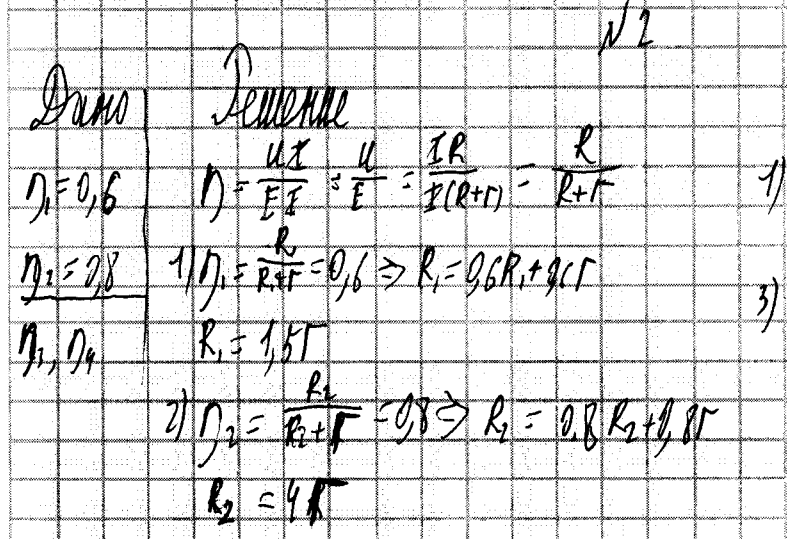 №2
Дано Решение
η₁ = 0,6 η = UI/EI = U/E = IR/I(R+r) = R/R+r 1)
η₂ = 0,8 1) η₁ = R₁/R₁+r = 0,6 ⇒ R₁ = 0,6R₁ + 0,6r 3)
η₃, η₄ R₁ = 1,5r
2) η₂ = R₂/R₂+r = 0,8 ⇒ R₂ = 0,8R₂ + 0,8r
R₂ = 4r